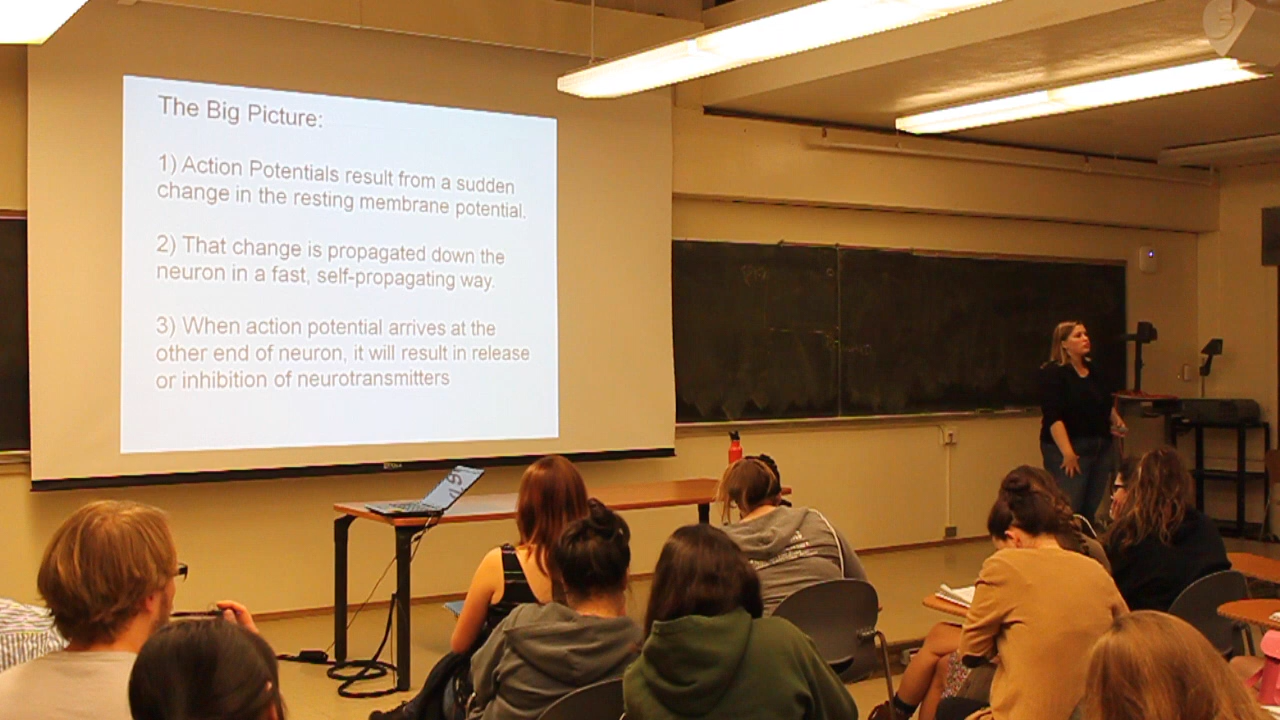 The Big Picture:
1) Action Potentials result from a sudden
change in the resting membrane potential.
2) That change is propagated down the
neuron in a fast, self-propagating way.
3) When action potential arrives at the
other end of neuron, it will result in release
or inhibition of neurotransmitters